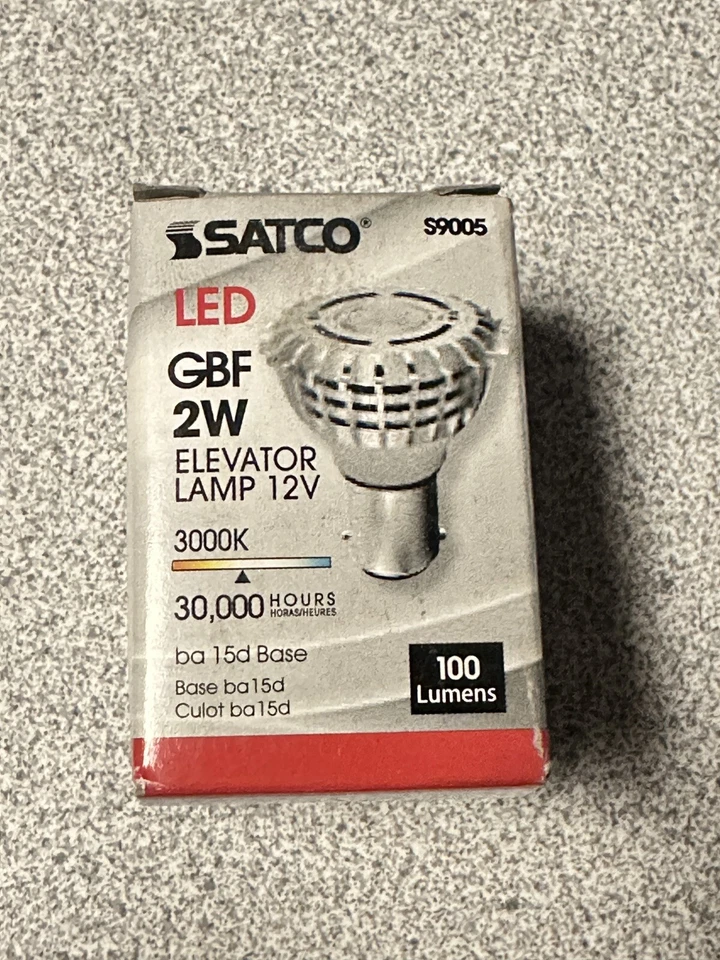 SATCO® S9005
LED
GBF
2W
ELEVATOR
LAMP 12V
3000K
30,000 HOURS
HORAS/HEURES
ba 15d Base
Base ba15d
Culot ba15d
100
Lumens